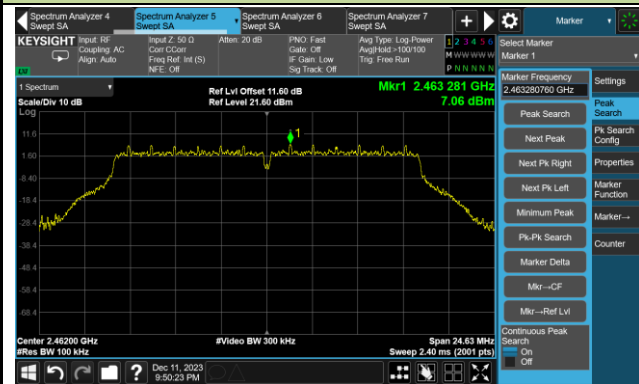 Spectrum Analyzer 4
Swept SA
Spectrum Analyzer 5
Swept SA
Spectrum Analyzer 6
Swept SA
Spectrum Analyzer 7
Swept SA
+
Marker
KEYSIGHT
Input: RF
Coupling: AC
Align: Auto
Input Z: 50 Ω
Corr CCorr
Freq Ref: Int (S)
NFE: Off
Atten: 20 dB
PNO: Fast
Gate: Off
IF Gain: Low
Sig Track: Off
Avg Type: Log-Power
Avg|Hold:>100/100
Trig: Free Run
1 2 3 4 5 6
M W W W W W
P N N N N N
LXI
Select Marker
Marker 1
1 Spectrum
Scale/Div 10 dB
Ref Lvl Offset 11.60 dB
Ref Level 21.60 dBm
Mkr1 2.463 281 GHz
7.06 dBm
Log
11.6
1.60
-8.40
-18.4
-28.4
-38.4
-48.4
-58.4
-68.4
1
Center 2.46200 GHz
#Res BW 100 kHz
#Video BW 300 kHz
Span 24.63 MHz
Sweep 2.40 ms (2001 pts)
Marker Frequency
2.463280760 GHz
Peak Search
Next Peak
Next Pk Right
Next Pk Left
Minimum Peak
Pk-Pk Search
Marker Delta
Mkr→CF
Mkr→Ref Lvl
Continuous Peak
Search
On
Off
Settings
Peak
Search
Pk Search
Config
Properties
Marker
Function
Marker→
Counter
?
Dec 11, 2023
9:50:23 PM